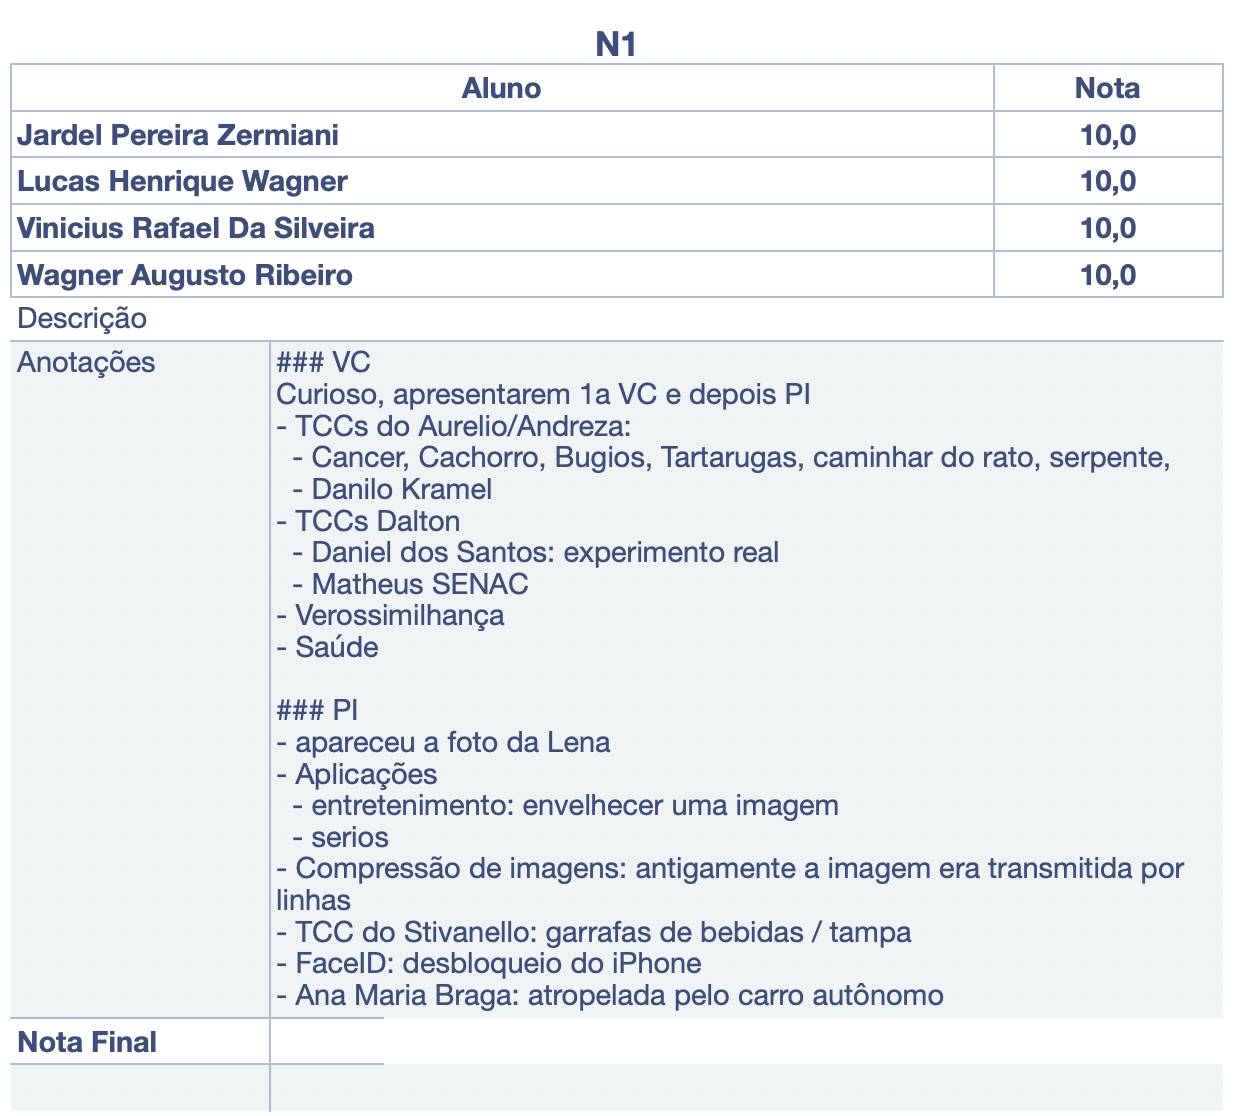 N1
Aluno Nota
Jardel Pereira Zermiani 10,0
Lucas Henrique Wagner 10,0
Vinicius Rafael Da Silveira 10,0
Wagner Augusto Ribeiro 10,0
Descrição
Anotações ### VC
Curioso, apresentarem 1a VC e depois PI
- TCCs do Aurelio/Andreza:
- Cancer, Cachorro, Bugios, Tartarugas, caminhar do rato, serpente,
- Danilo Kramel
- TCCs Dalton
- Daniel dos Santos: experimento real
- Matheus SENAC
- Verossimilhança
- Saúde
### PI
- apareceu a foto da Lena
- Aplicações
- entretenimento: envelhecer uma imagem
- serios
- Compressão de imagens: antigamente a imagem era transmitida por
linhas
- TCC do Stivanello: garrafas de bebidas / tampa
- FaceID: desbloqueio do iPhone
- Ana Maria Braga: atropelada pelo carro autônomo
Nota Final